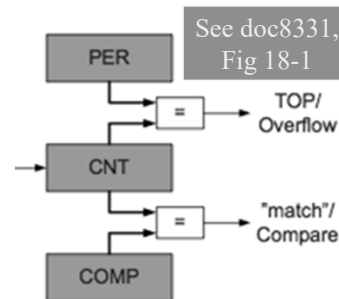 See doc8331,
Fig 18-1
PER
=
TOP/
Overflow
CNT
=
"match"/
Compare
COMP